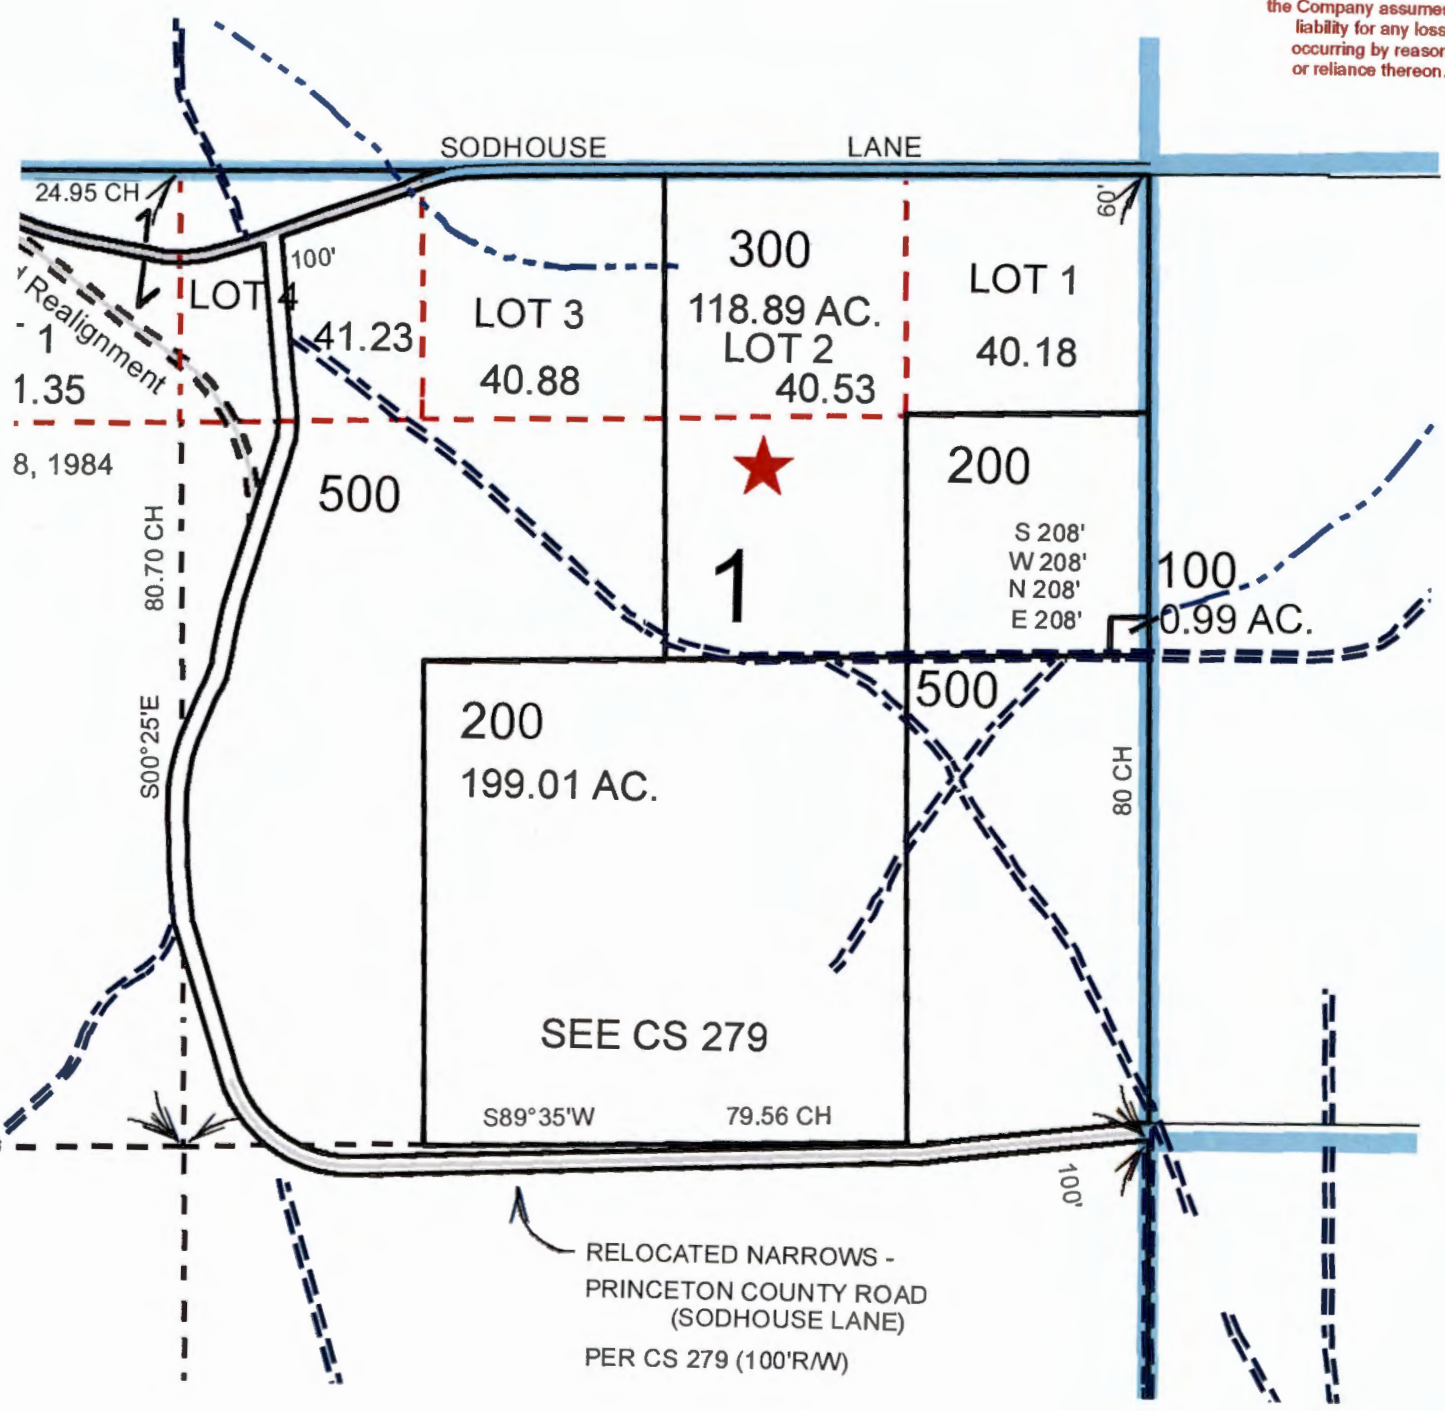 the Company assumes
liability for any loss
occurring by reason
or reliance thereon.
SODHOUSE LANE
24.95 CH
60'
100'
300
118.89 AC.
LOT 1
40.18
LOT 4
41.23
LOT 3
40.88
LOT 2
40.53
Realignment
1
1.35
8, 1984
500
200
80.70 CH
S 208'
W 208'
N 208'
E 208'
1
100
0.99 AC.
500
200
199.01 AC.
S00°25'E
80 CH
SEE CS 279
S89°35'W 79.56 CH
100'
RELOCATED NARROWS -
PRINCETON COUNTY ROAD
(SODHOUSE LANE)
PER CS 279 (100'R/W)